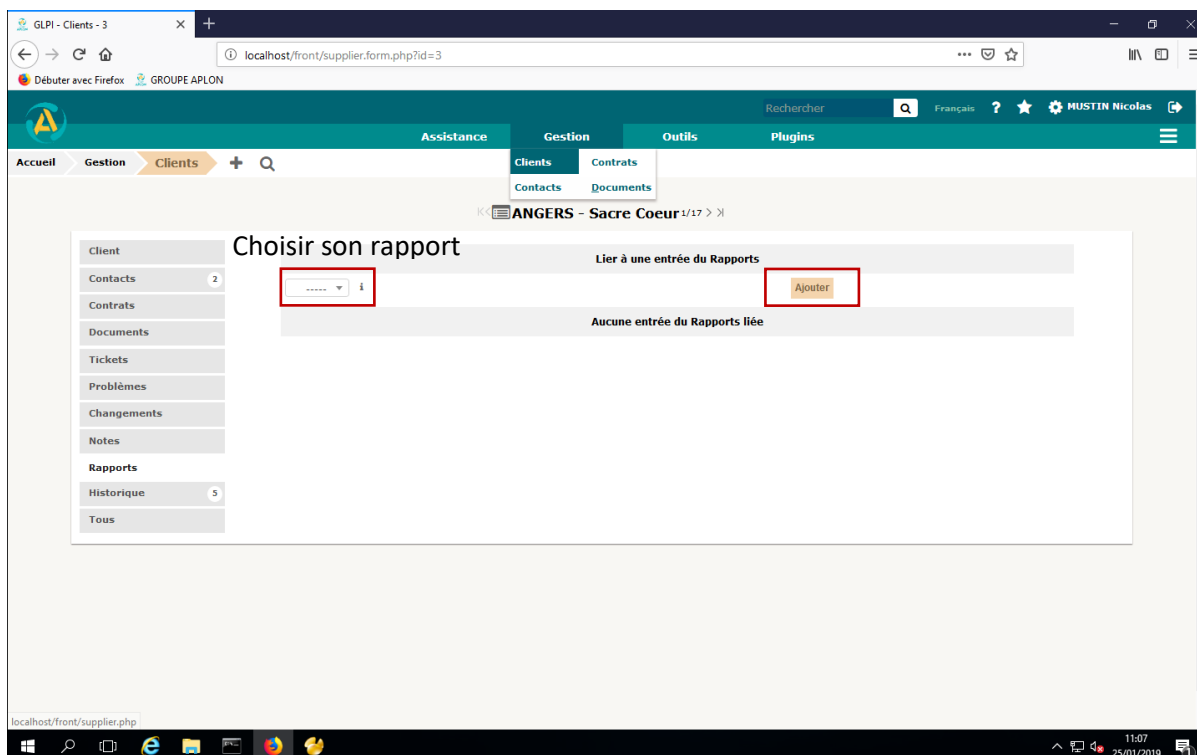 GLPI - Clients - 3
localhost/front/supplier.form.php?id=3
Débuter avec Firefox GROUPE APLON
Rechercher Français ? MUSTIN Nicolas
Assistance Gestion Outils Plugins
Accueil Gestion Clients
Clients Contrats
Contacts Documents
ANGERS - Sacre Coeur 1/17
Choisir son rapport
Client
Contacts 2
Contrats
Documents
Tickets
Problèmes
Changements
Notes
Rapports
Historique 5
Tous
Lier à une entrée du Rapports
----- i Ajouter
Aucune entrée du Rapports liée
localhost/front/supplier.php
11:07
25/01/2019